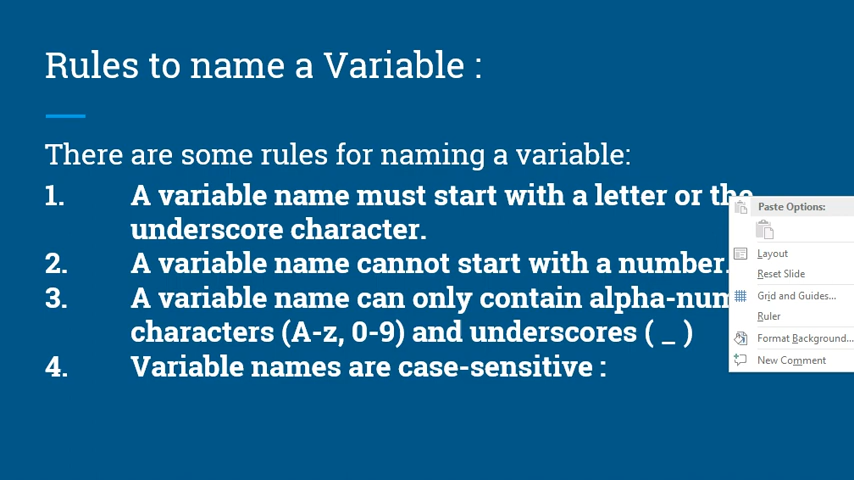 Rules to name a Variable :
There are some rules for naming a variable:
1. A variable name must start with a letter or the
underscore character.
2. A variable name cannot start with a number.
3. A variable name can only contain alpha-num
characters (A-z, 0-9) and underscores ( _ )
4. Variable names are case-sensitive :
Paste Options:
Layout
Reset Slide
Grid and Guides...
Ruler
Format Background...
New Comment